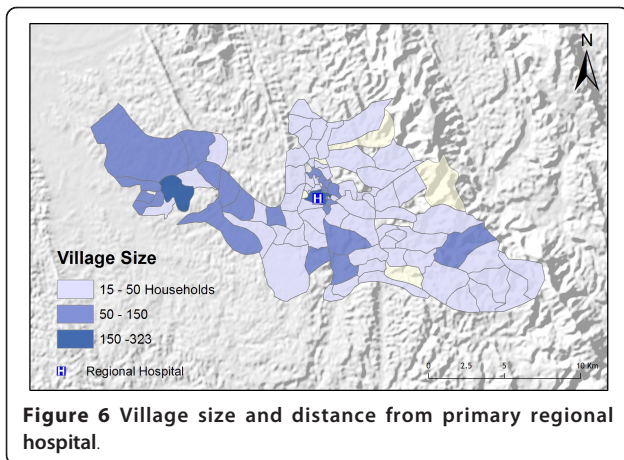 N
Village Size
15 - 50 Households
50 - 150
150 -323
H Regional Hospital
H
0 2.5 5 10 Km
Figure 6 Village size and distance from primary regional
hospital.